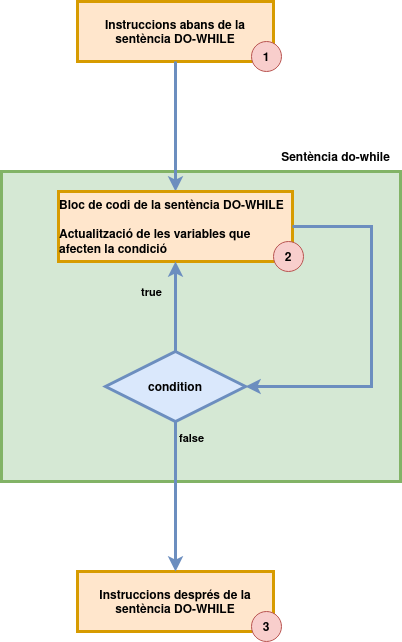 Instruccions abans de la
sentència DO-WHILE
1
Sentència do-while
Bloc de codi de la sentència DO-WHILE
Actualització de les variables que
afecten la condició
2
true
condition
false
Instruccions després de la
sentència DO-WHILE
3